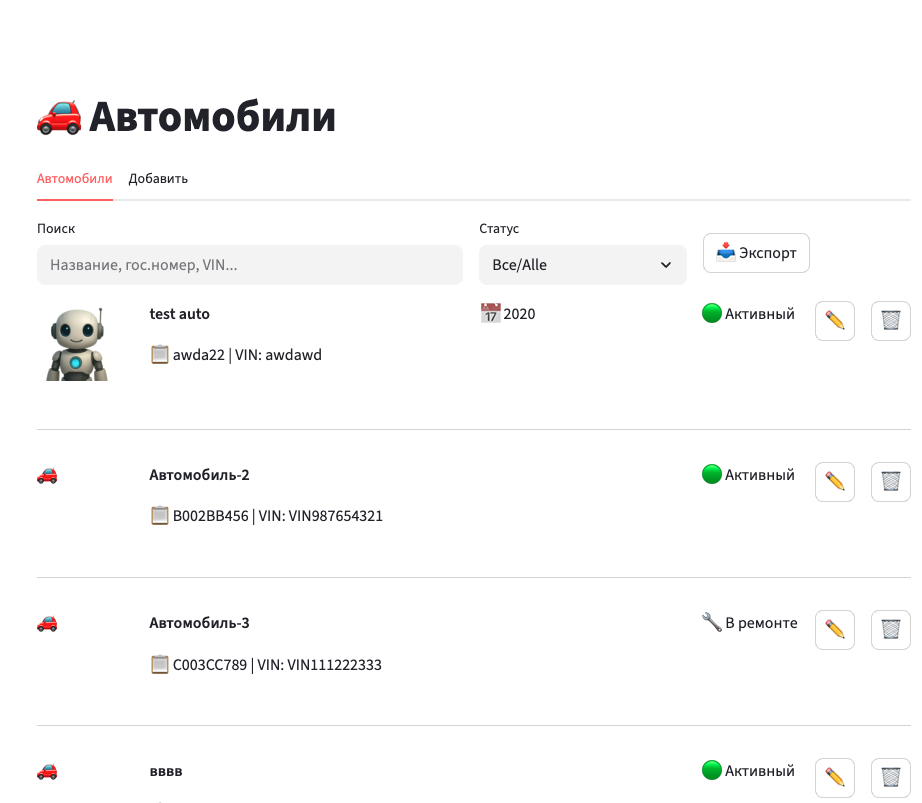 Автомобили
Автомобили Добавить
Поиск Статус
Название, гос.номер, VIN... Все/Alle Экспорт
test auto 2020 Активный
awda22 | VIN: awdawd
Автомобиль-2 Активный
B002BB456 | VIN: VIN987654321
Автомобиль-3 В ремонте
C003CC789 | VIN: VIN111222333
вввв Активный